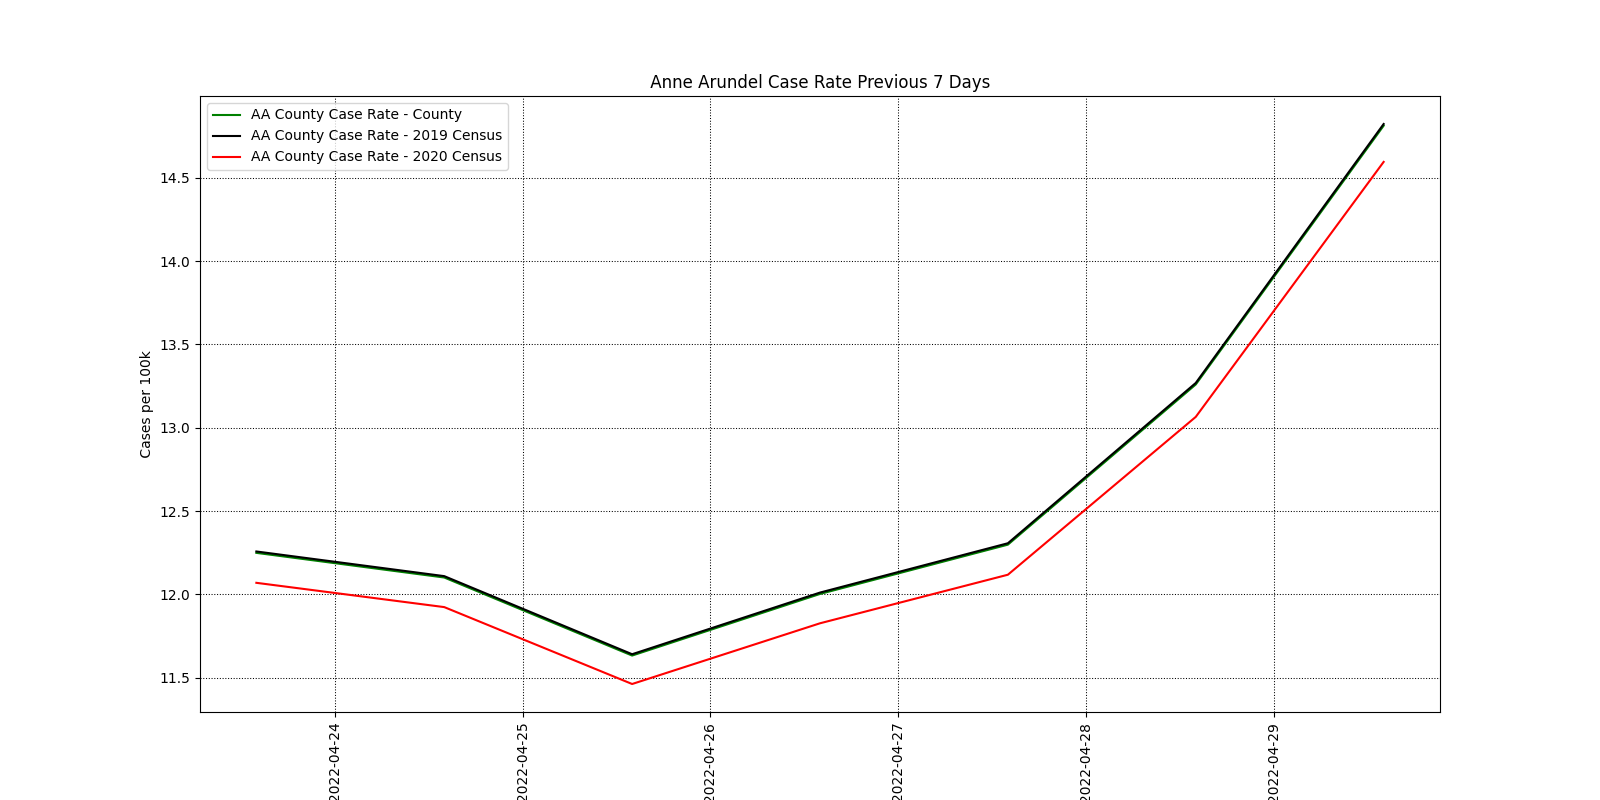 Anne Arundel Case Rate Previous 7 Days
AA County Case Rate - County
AA County Case Rate - 2019 Census
AA County Case Rate - 2020 Census
Cases per 100k
14.5
14.0
13.5
13.0
12.5
12.0
11.5
2022-04-24
2022-04-25
2022-04-26
2022-04-27
2022-04-28
2022-04-29